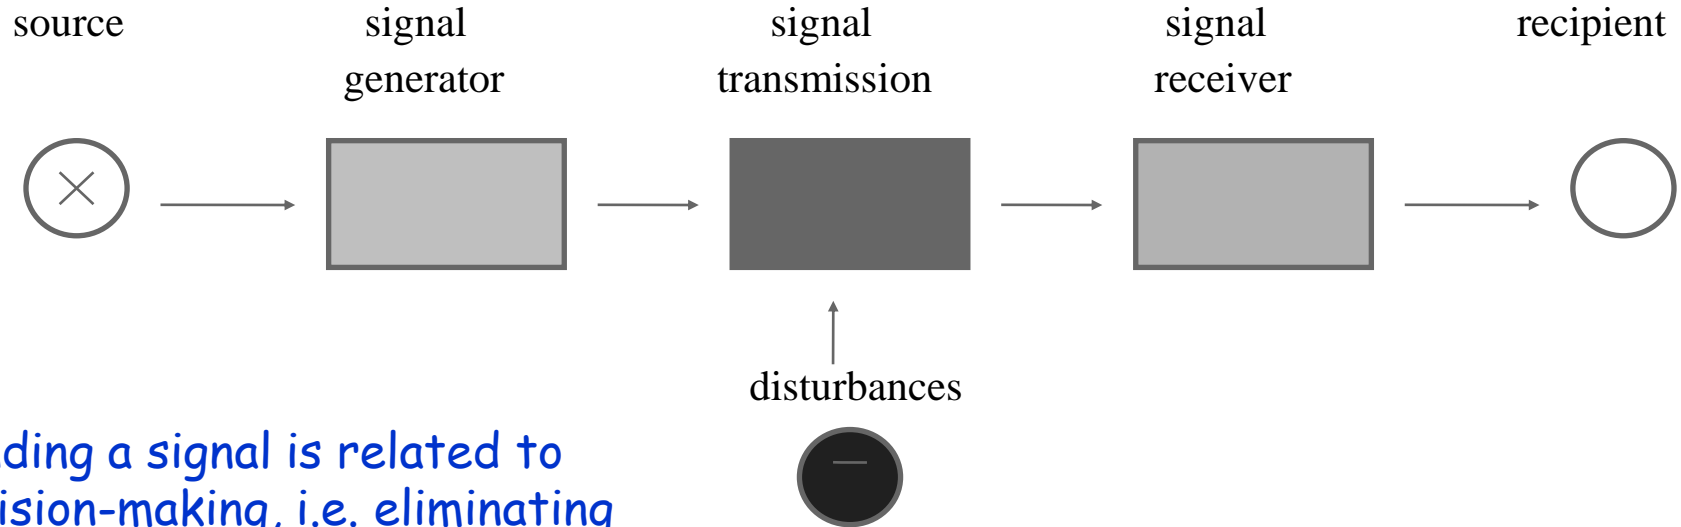 source
signal
generator
signal
transmission
signal
receiver
recipient
disturbances
ding a signal is related to
ision-making, i.e. eliminating